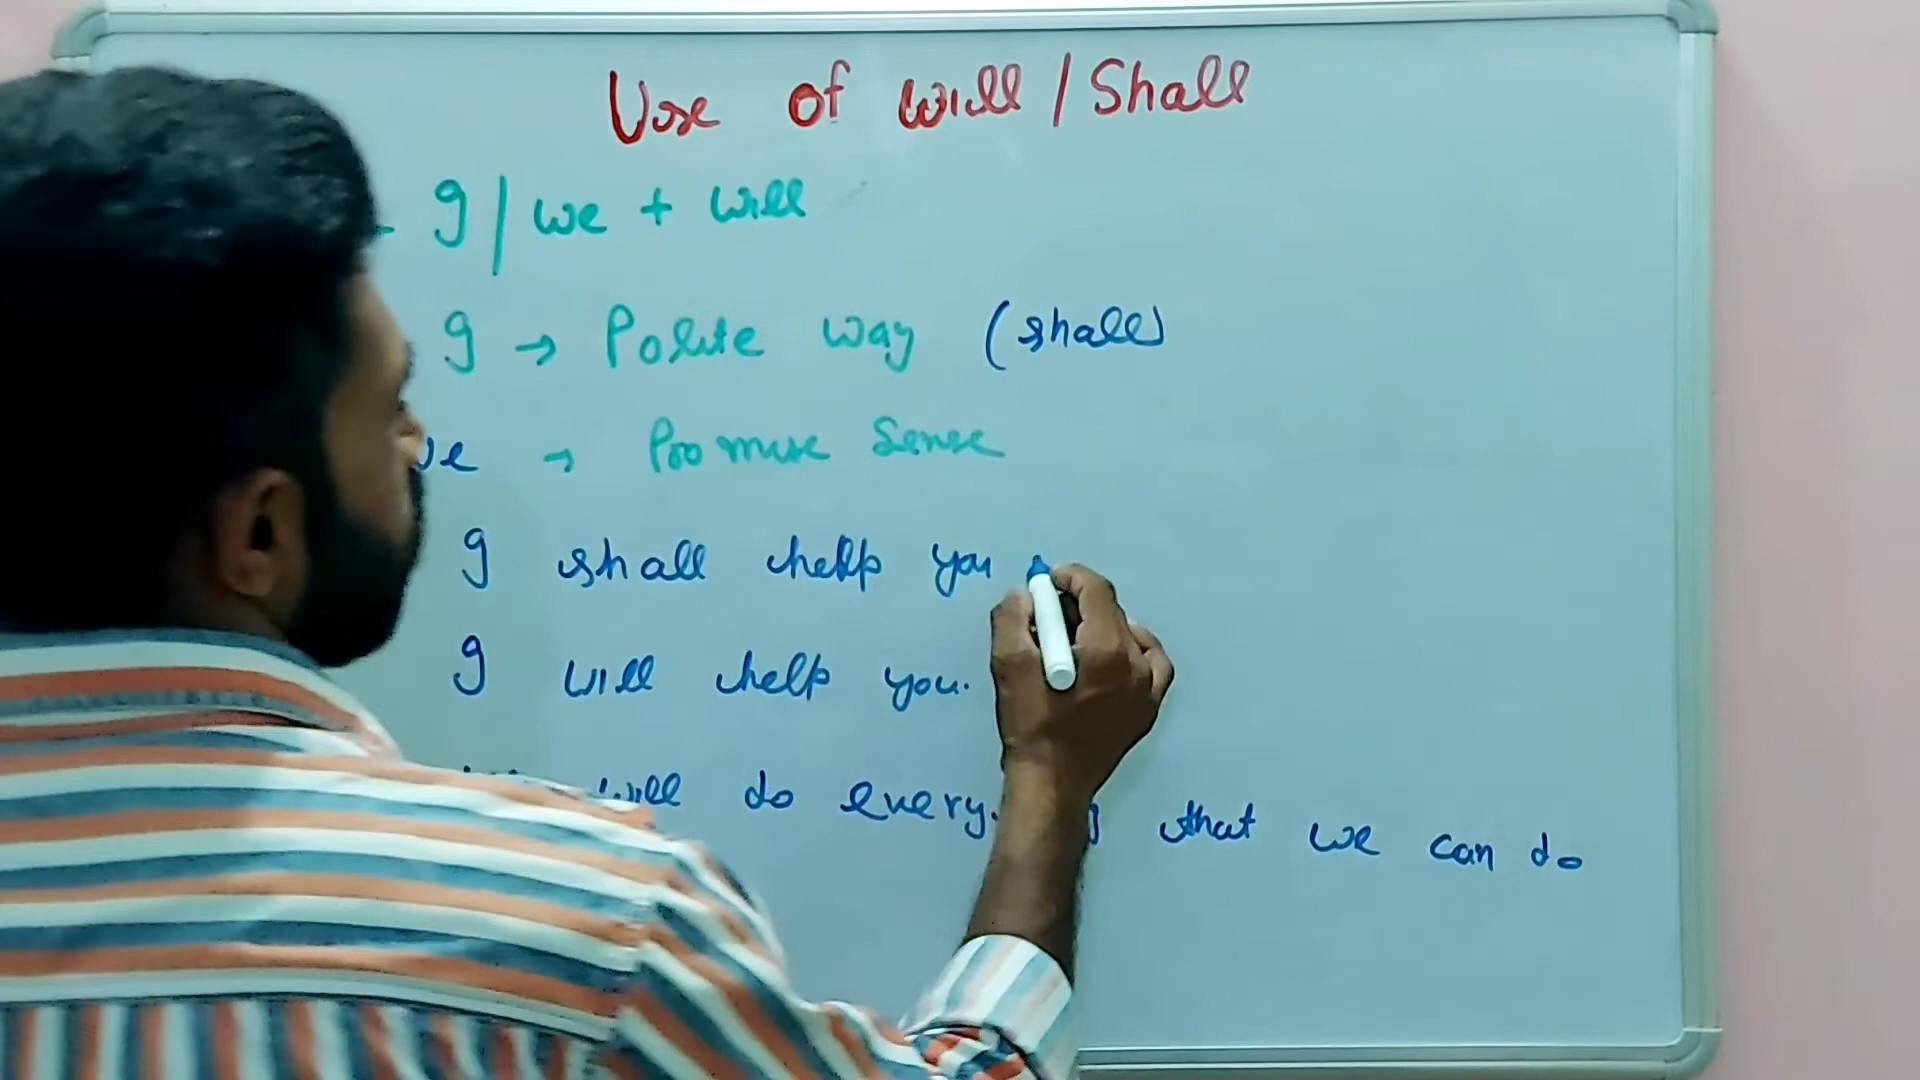 Use of will / Shall
- I / we + will
I → Polite way (shall)
we → Promise Sense
I shall help you
I will help you.
will do every that we can do